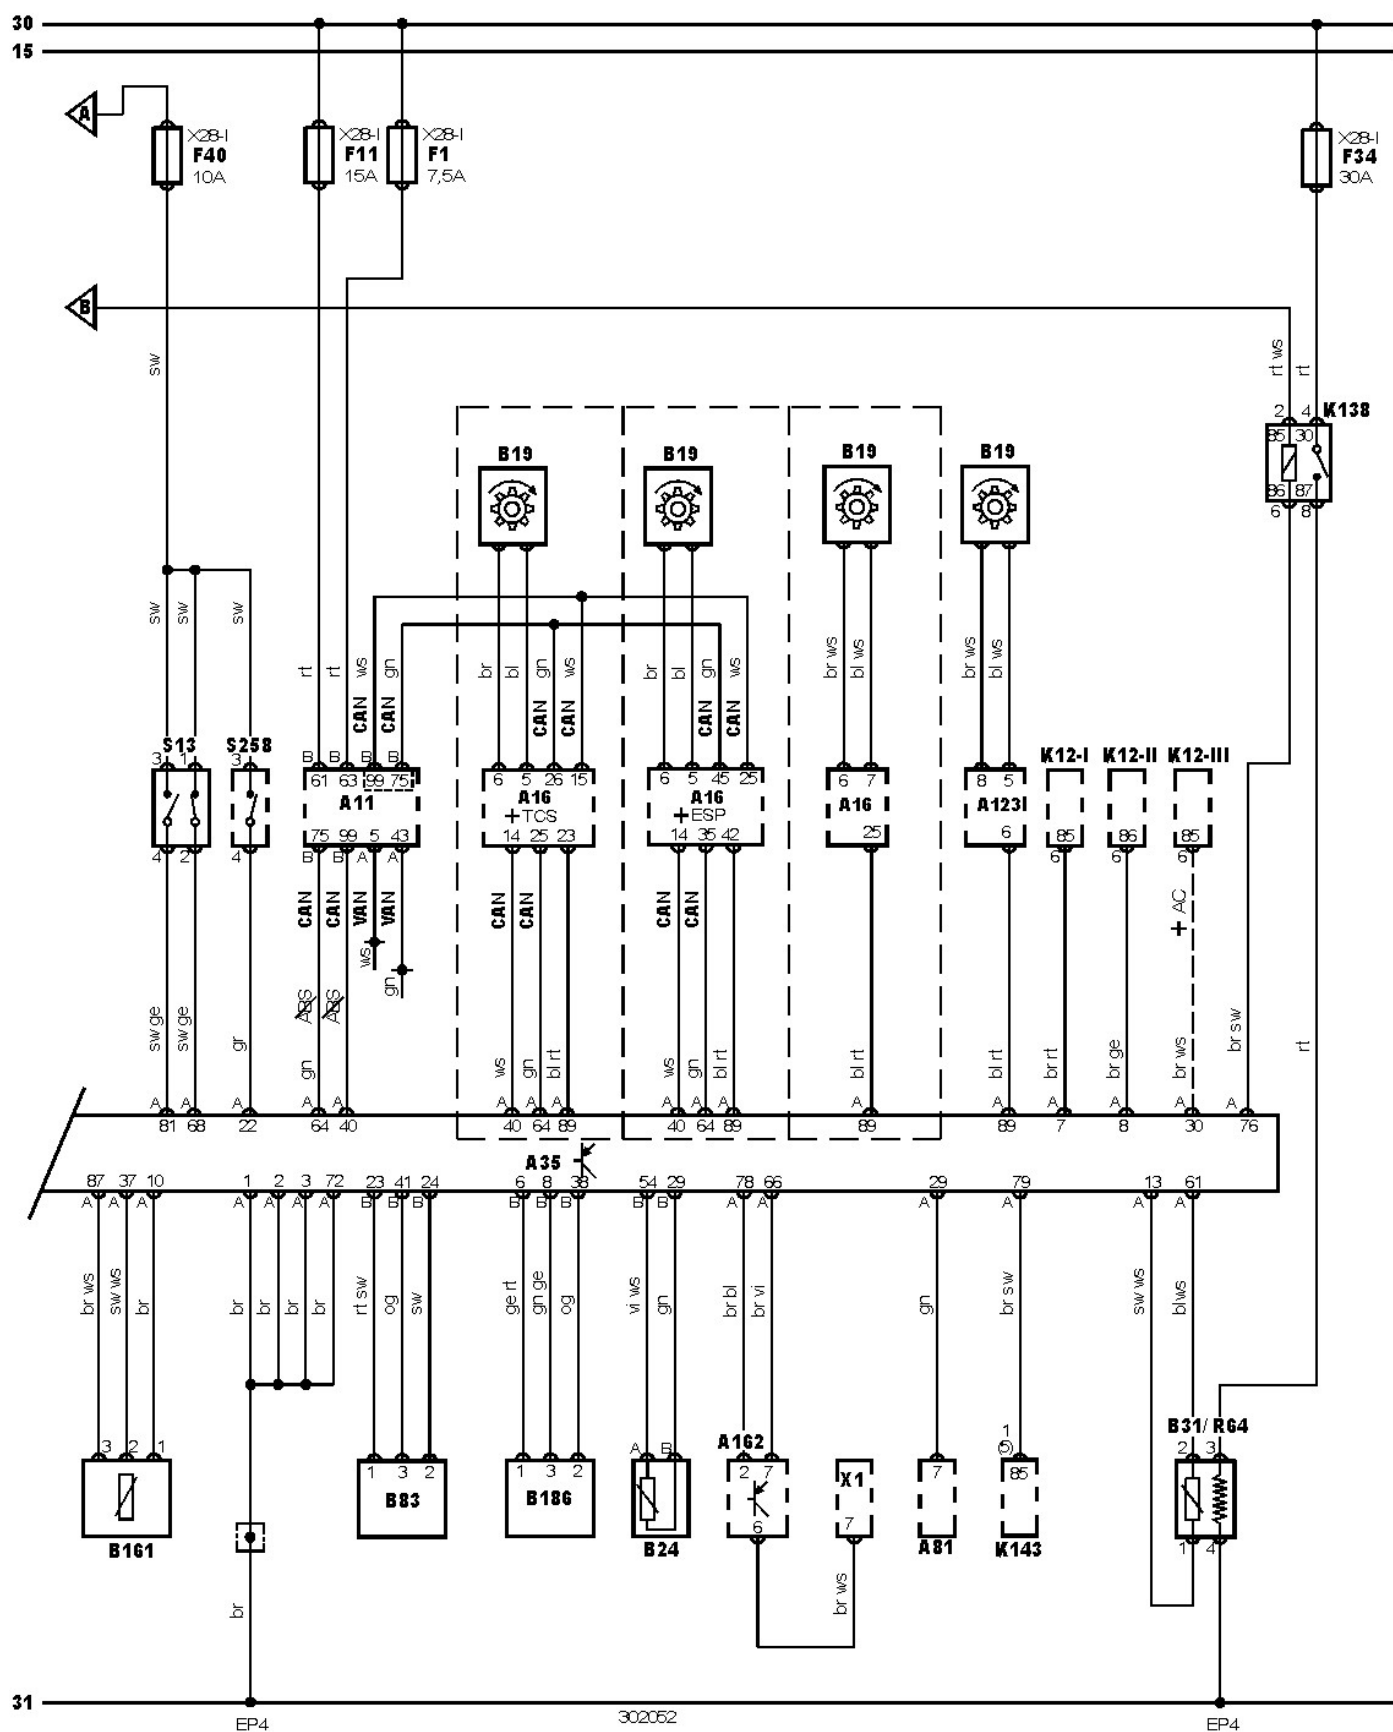 30
15
A
X28-I X28-I X28-I X28-I
F40 F11 F1 F34
10A 15A 7,5A 30A
B
sw rt ws rt
2 4 K138
85 30
86 87
6 8
B19 B19 B19 B19
sw sw sw
rt rt ws gn br bl gn ws br bl gn ws br ws bl ws br ws bl ws
CAN CAN CAN CAN CAN CAN
S13 S258 K12-I K12-II K12-III
3 1 3 B B B B
61 63 99 75 6 5 26 15 6 5 45 25 6 7 8 5
A11 A16 A16 A16 A123
+TCS +ESP
75 99 5 43 14 25 23 14 35 42 25 6 85 86 85
4 2 4 B B A A 6 6 6
CAN CAN VAN VAN CAN CAN CAN CAN
+ AC
ws gn
ABS ABS
sw ge sw ge gr gn ws gn bl rt ws gn bl rt bl rt bl rt br rt br ge br ws br sw rt
A A A A A A A A A A A A A A A A A
81 68 22 64 40 40 64 89 40 64 89 89 89 7 8 30 76
A35
87 37 10 1 2 3 72 23 41 24 6 8 38 54 29 78 66 29 79 13 61
A A A A A A A B B B B B B B B A A A A A A
br ws sw ws br br br br br rt sw og sw ge rt gn ge og vi ws gn br bl br vi gn br sw sw ws bl ws
B31/ R64
3 2 1 A B A162 1 (5) 2 3
1 3 2 1 3 2 2 7 X1 7 85
B83 B186
6 7
B161 B24 A81 K143 1 4
br br ws
31
EP4 302052 EP4